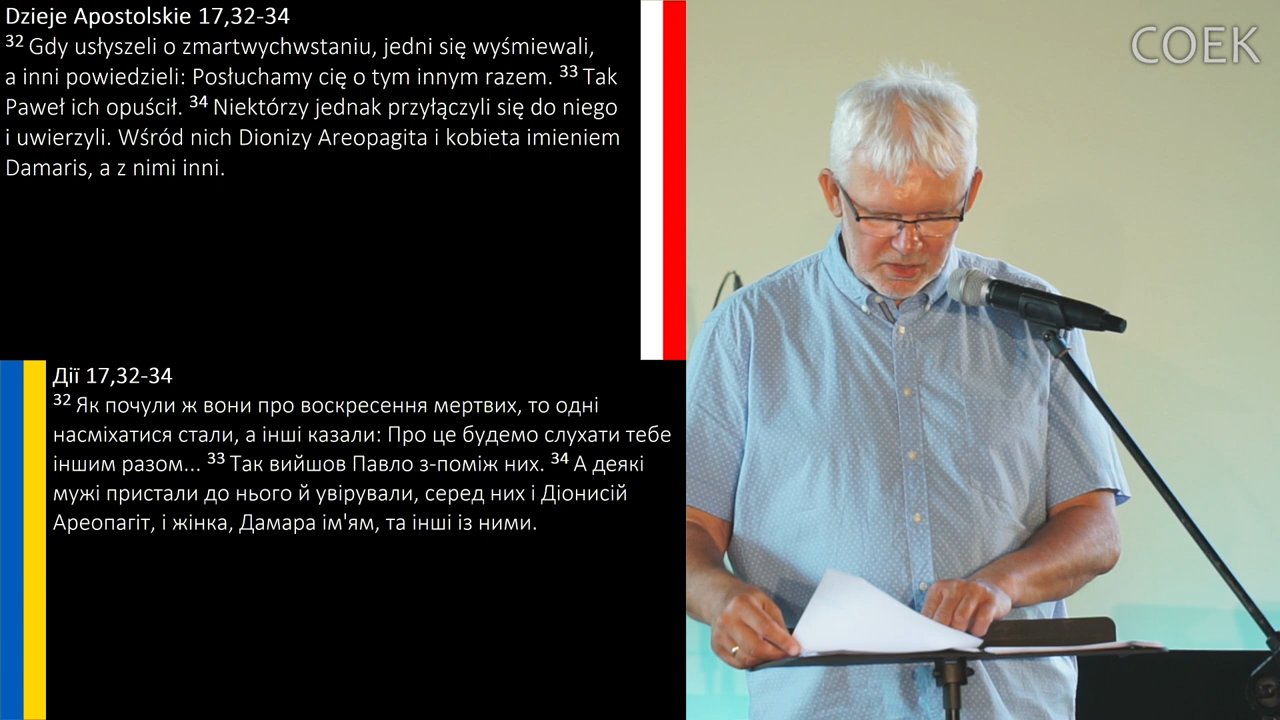 Dzieje Apostolskie 17,32-34
32 Gdy usłyszeli o zmartwychwstaniu, jedni się wyśmiewali,
a inni powiedzieli: Posłuchamy cię o tym innym razem. 33 Tak
Paweł ich opuścił. 34 Niektórzy jednak przyłączyli się do niego
i uwierzyli. Wśród nich Dionizy Areopagita i kobieta imieniem
Damaris, a z nimi inni.
Дії 17,32-34
32 Як почули ж вони про воскресення мертвих, то одні
насміхатися стали, а інші казали: Про це будемо слухати тебе
іншим разом... 33 Так вийшов Павло з-поміж них. 34 А деякі
мужі пристали до нього й увірували, серед них і Діонисій
Ареопагіт, і жінка, Дамара ім'ям, та інші із ними.
COEK